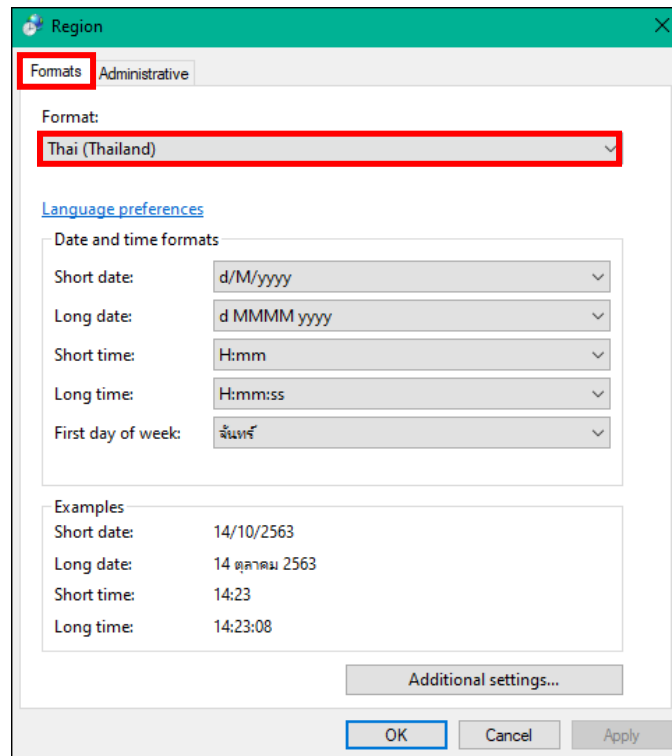 Region
Formats Administrative
Format:
Thai (Thailand)
Language preferences
Date and time formats
Short date: d/M/yyyy
Long date: d MMMM yyyy
Short time: H:mm
Long time: H:mm:ss
First day of week: จันทร์
Examples
Short date: 14/10/2563
Long date: 14 ตุลาคม 2563
Short time: 14:23
Long time: 14:23:08
Additional settings...
OK Cancel Apply